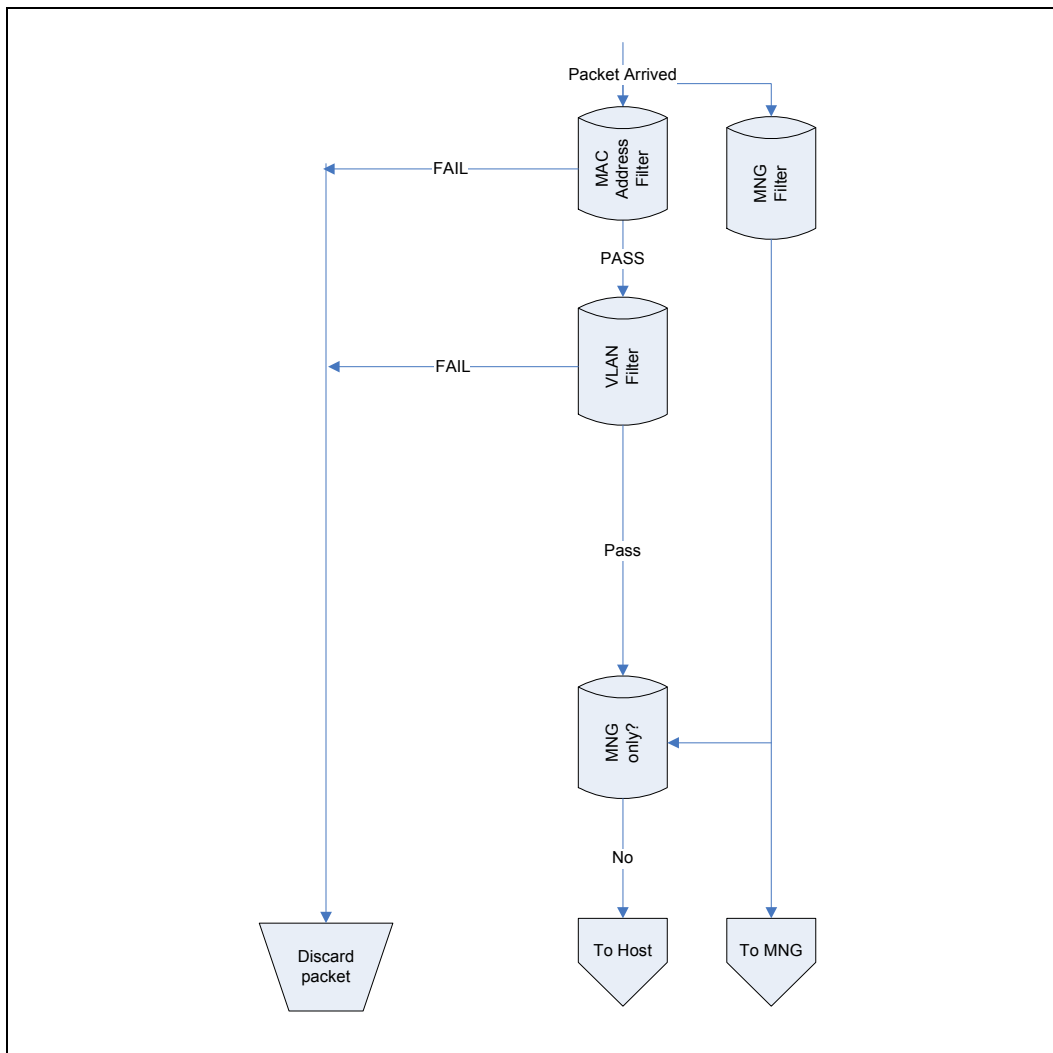 Packet Arrived
MAC
Address
Filter
MNG
Filter
FAIL
PASS
VLAN
Filter
FAIL
Pass
MNG
only?
No
Discard
packet
To Host
To MNG